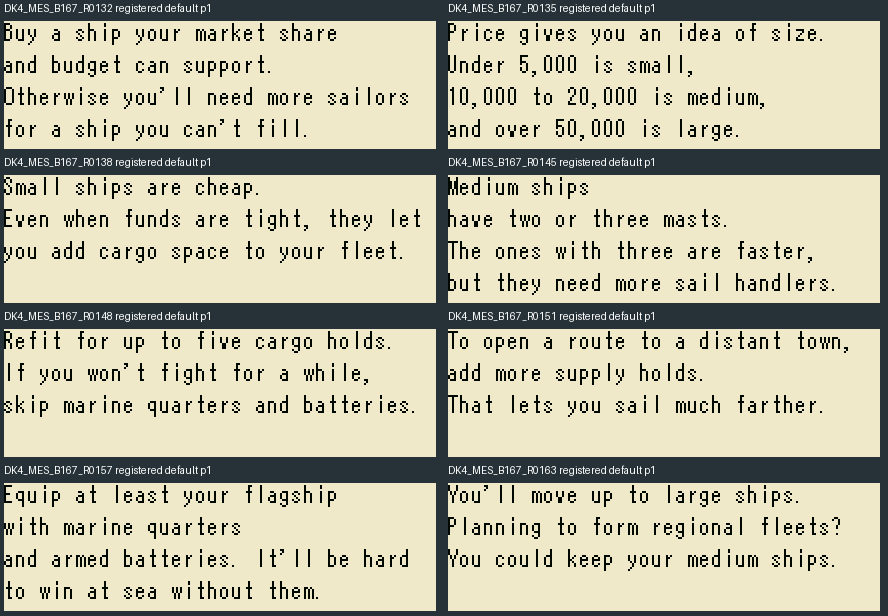 DK4_MES_B167_R0132 registered default p1
Buy a ship your market share
and budget can support.
Otherwise you'll need more sailors
for a ship you can't fill.
DK4_MES_B167_R0135 registered default p1
Price gives you an idea of size.
Under 5,000 is small,
10,000 to 20,000 is medium,
and over 50,000 is large.
DK4_MES_B167_R0138 registered default p1
Small ships are cheap.
Even when funds are tight, they let
you add cargo space to your fleet.
DK4_MES_B167_R0145 registered default p1
Medium ships
have two or three masts.
The ones with three are faster,
but they need more sail handlers.
DK4_MES_B167_R0148 registered default p1
Refit for up to five cargo holds.
If you won't fight for a while,
skip marine quarters and batteries.
DK4_MES_B167_R0151 registered default p1
To open a route to a distant town,
add more supply holds.
That lets you sail much farther.
DK4_MES_B167_R0157 registered default p1
Equip at least your flagship
with marine quarters
and armed batteries. It'll be hard
to win at sea without them.
DK4_MES_B167_R0163 registered default p1
You'll move up to large ships.
Planning to form regional fleets?
You could keep your medium ships.